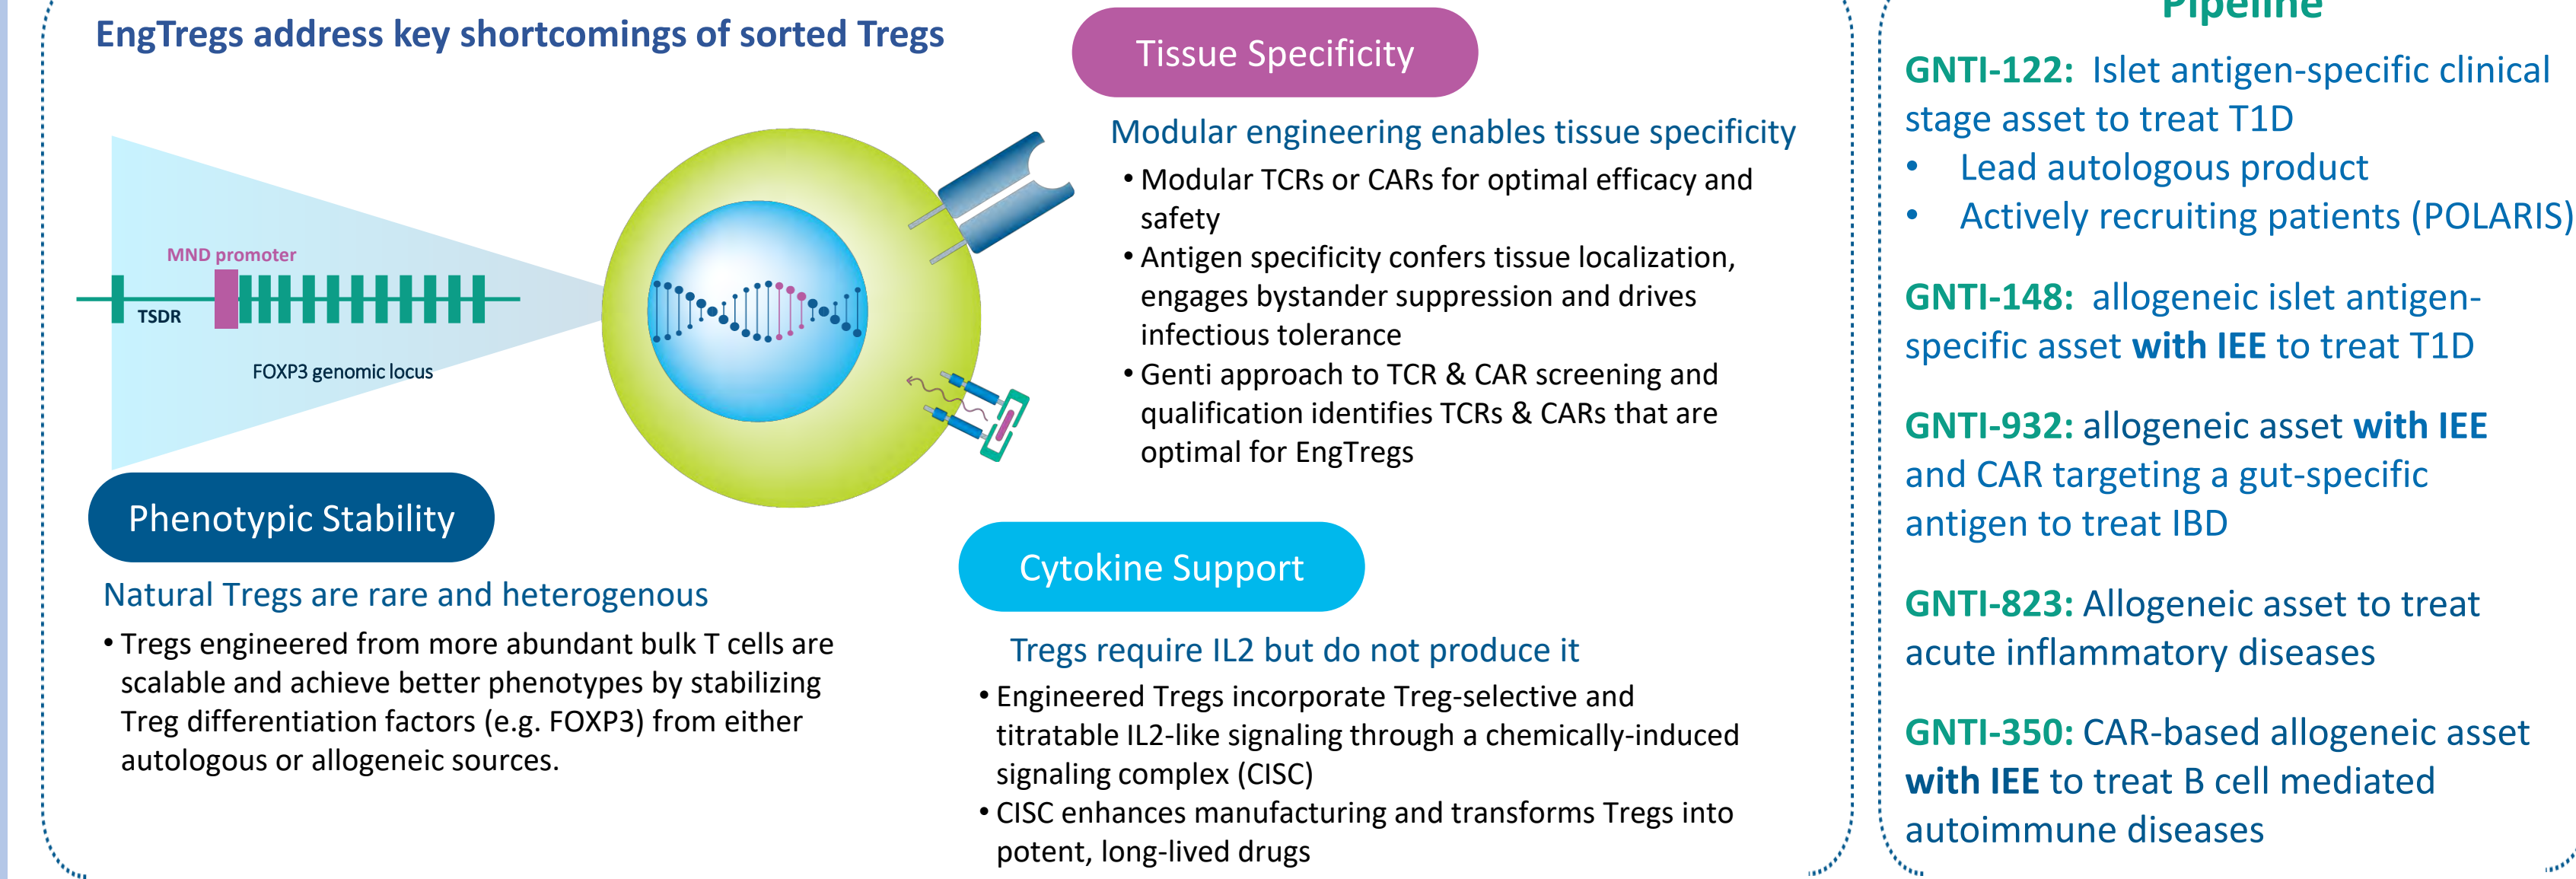 EngTregs address key shortcomings of sorted Tregs
MND promoter
TSDR
FOXP3 genomic locus
Phenotypic Stability
Natural Tregs are rare and heterogenous
• Tregs engineered from more abundant bulk T cells are
scalable and achieve better phenotypes by stabilizing
Treg differentiation factors (e.g. FOXP3) from either
autologous or allogeneic sources.
Tissue Specificity
Modular engineering enables tissue specificity
• Modular TCRs or CARs for optimal efficacy and
safety
• Antigen specificity confers tissue localization,
engages bystander suppression and drives
infectious tolerance
• Genti approach to TCR & CAR screening and
qualification identifies TCRs & CARs that are
optimal for EngTregs
Cytokine Support
Tregs require IL2 but do not produce it
• Engineered Tregs incorporate Treg-selective and
titratable IL2-like signaling through a chemically-induced
signaling complex (CISC)
• CISC enhances manufacturing and transforms Tregs into
potent, long-lived drugs
Pipeline
GNTI-122: Islet antigen-specific clinical
stage asset to treat T1D
• Lead autologous product
• Actively recruiting patients (POLARIS)
GNTI-148: allogeneic islet antigen-
specific asset with IEE to treat T1D
GNTI-932: allogeneic asset with IEE
and CAR targeting a gut-specific
antigen to treat IBD
GNTI-823: Allogeneic asset to treat
acute inflammatory diseases
GNTI-350: CAR-based allogeneic asset
with IEE to treat B cell mediated
autoimmune diseases